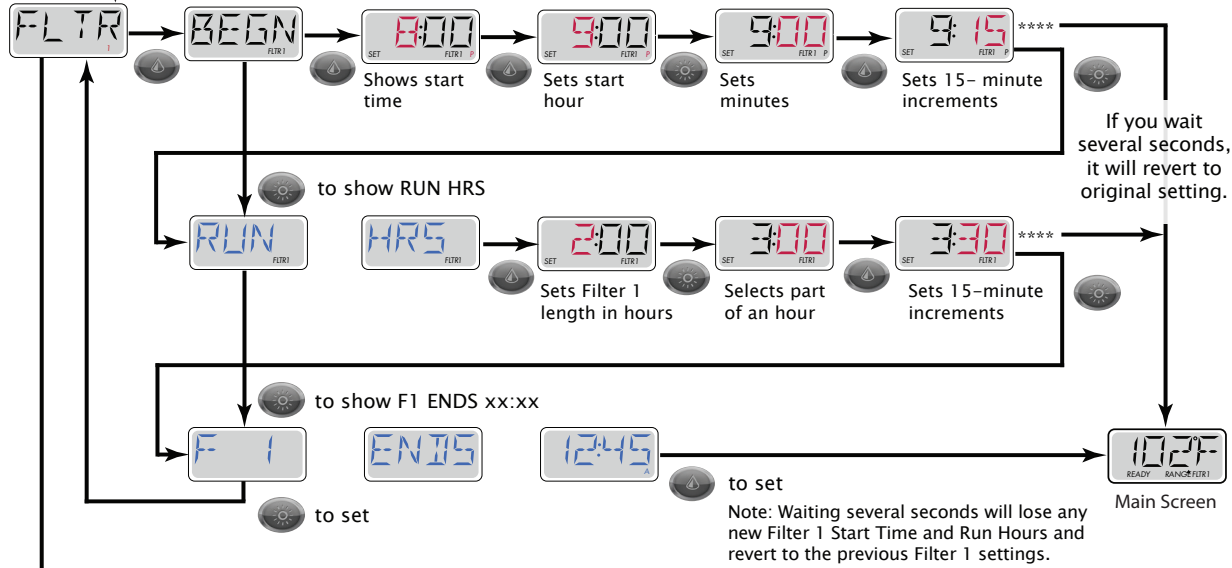 FLTR 1
BEGN FLTR1
8:00 SET FLTR1 P
9:00 SET FLTR1 P
9:00 SET FLTR1 P
9:15 SET FLTR1 P
****
Shows start
time
Sets start
hour
Sets
minutes
Sets 15- minute
increments
If you wait
several seconds,
it will revert to
original setting.
to show RUN HRS
RUN FLTR1
HRS FLTR1
2:00 SET FLTR1
3:00 SET FLTR1
3:30 SET FLTR1
****
Sets Filter 1
length in hours
Selects part
of an hour
Sets 15-minute
increments
to show F1 ENDS xx:xx
F 1
ENDS
12:45 A
102°F
READY RANGE FLTR1
Main Screen
to set
to set
Note: Waiting several seconds will lose any
new Filter 1 Start Time and Run Hours and
revert to the previous Filter 1 settings.